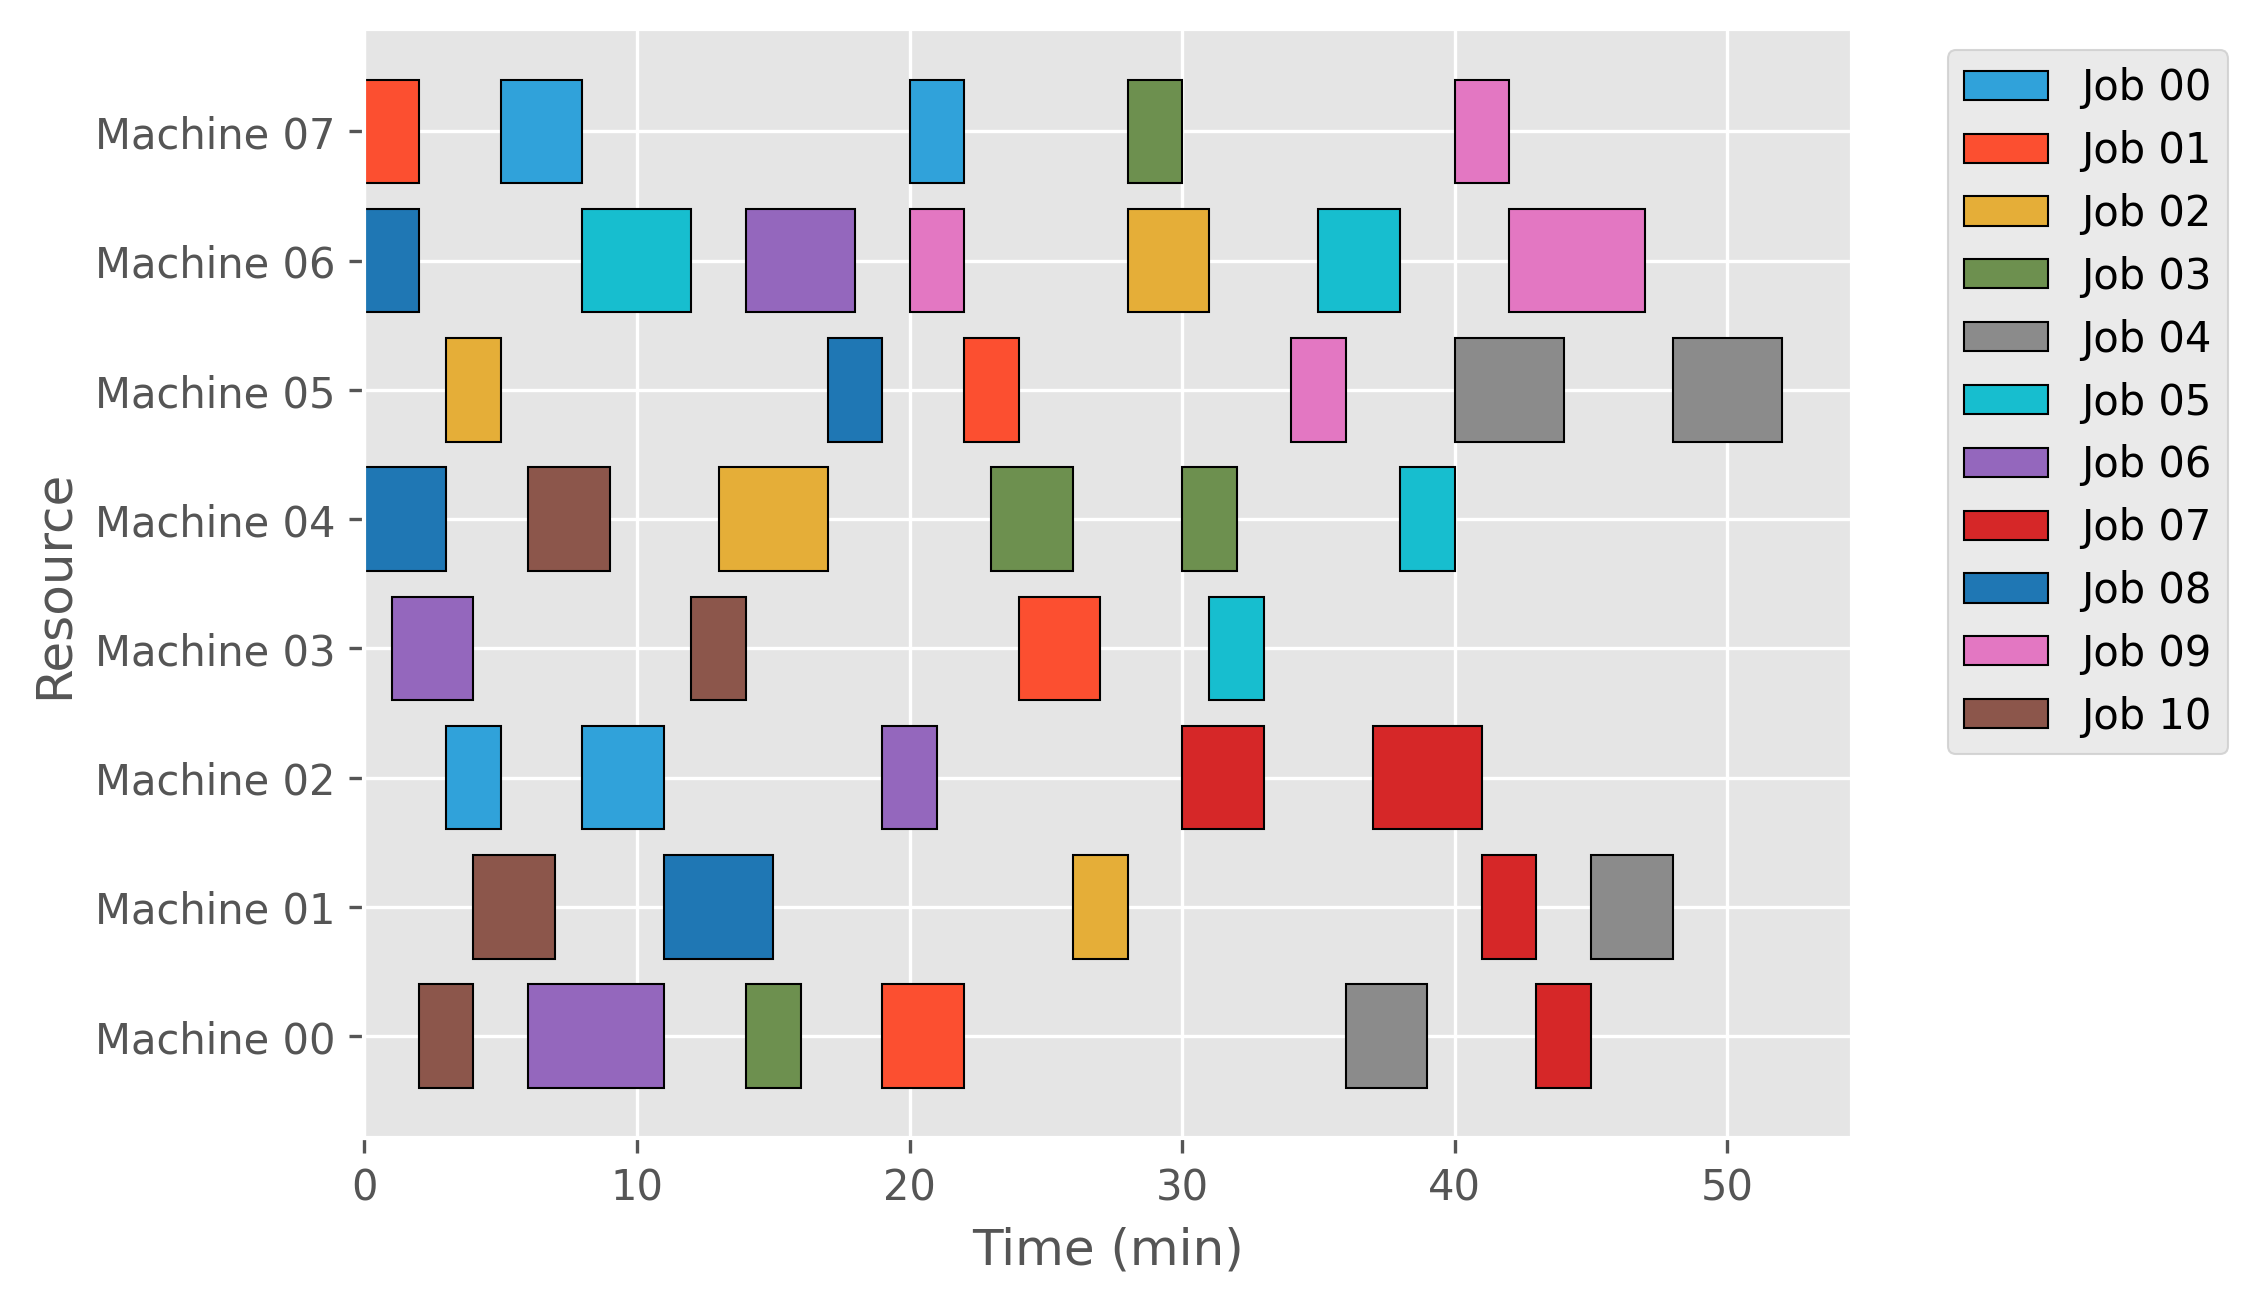 Machine 07
Machine 06
Machine 05
Machine 04
Machine 03
Machine 02
Machine 01
Machine 00
Resource
0
10
20
30
40
50
Time (min)
Job 00
Job 01
Job 02
Job 03
Job 04
Job 05
Job 06
Job 07
Job 08
Job 09
Job 10